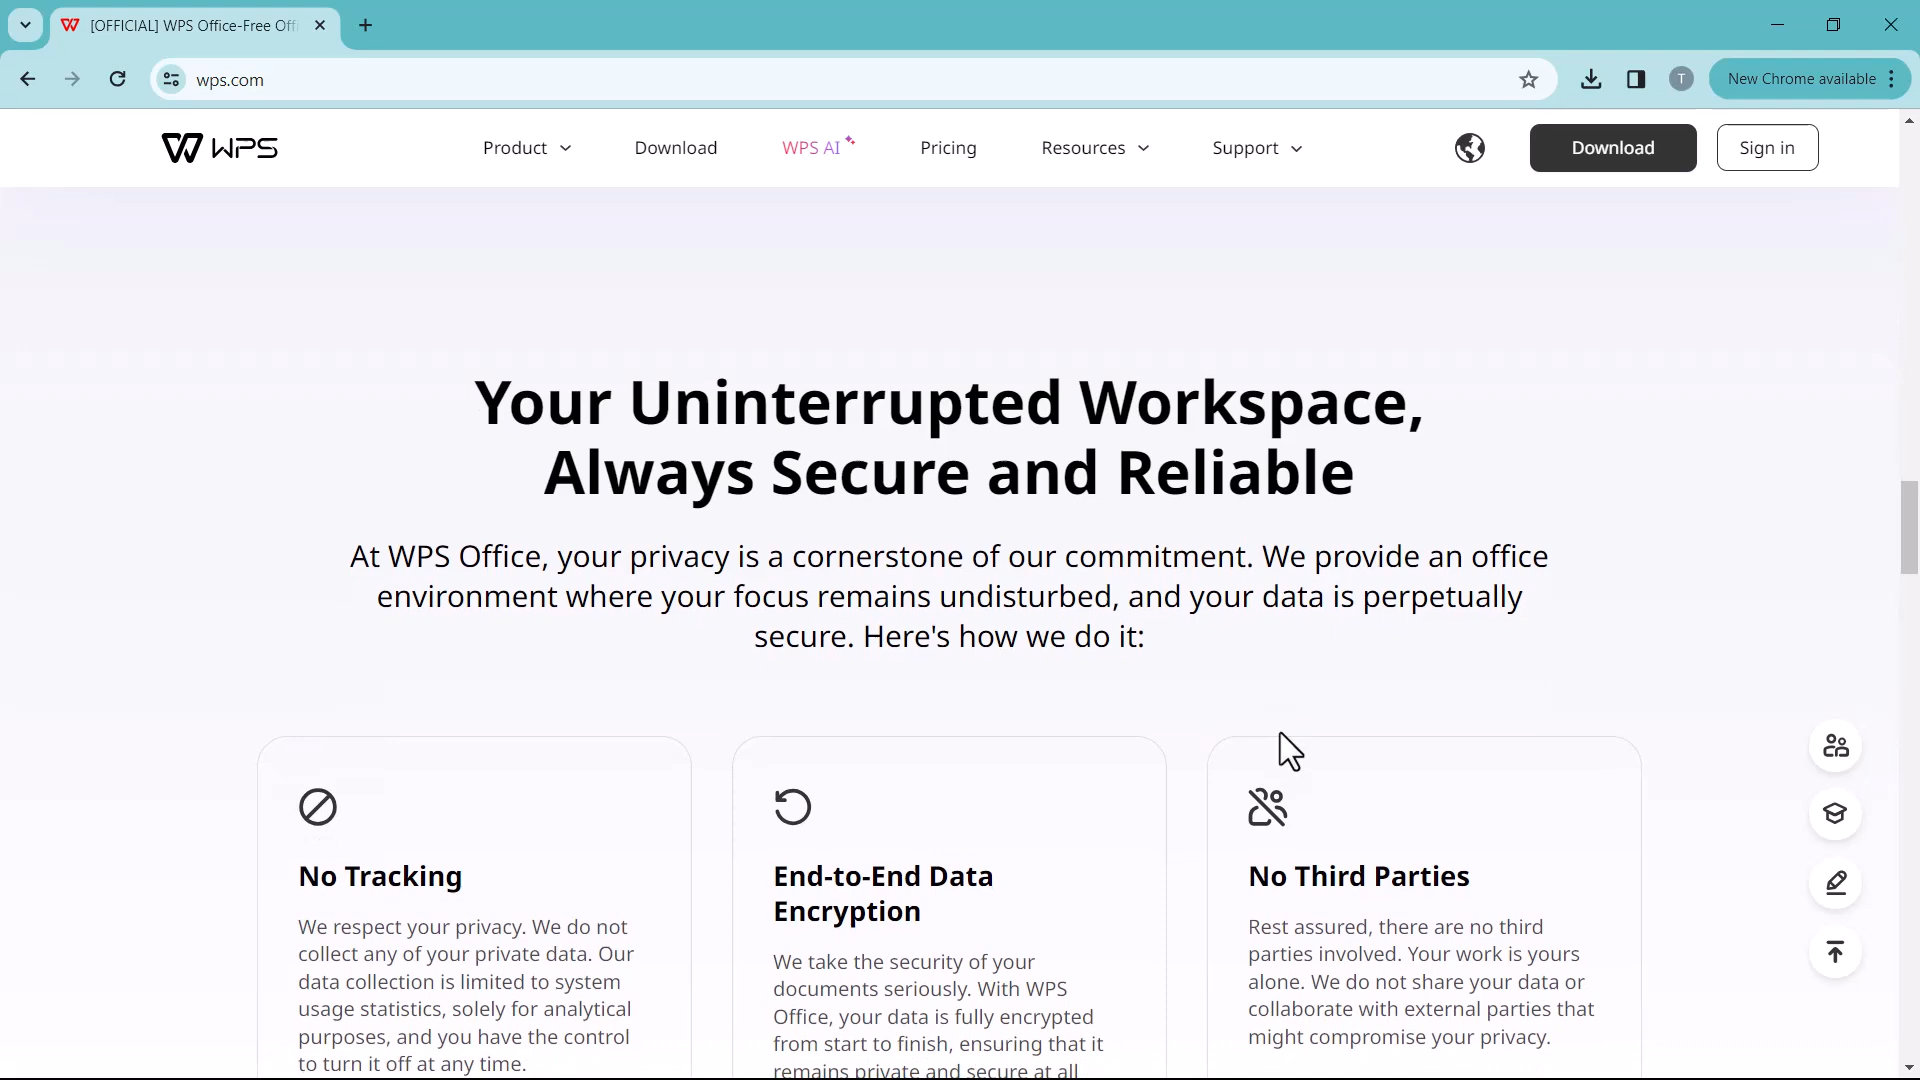 [OFFICIAL] WPS Office-Free Off
wps.com
T
New Chrome available
WPS
Product
Download
WPS AI
Pricing
Resources
Support
Download
Sign in
Your Uninterrupted Workspace,
Always Secure and Reliable
At WPS Office, your privacy is a cornerstone of our commitment. We provide an office
environment where your focus remains undisturbed, and your data is perpetually
secure. Here's how we do it:
No Tracking
We respect your privacy. We do not
collect any of your private data. Our
data collection is limited to system
usage statistics, solely for analytical
purposes, and you have the control
to turn it off at any time.
End-to-End Data
Encryption
We take the security of your
documents seriously. With WPS
Office, your data is fully encrypted
from start to finish, ensuring that it
remains private and secure at all
No Third Parties
Rest assured, there are no third
parties involved. Your work is yours
alone. We do not share your data or
collaborate with external parties that
might compromise your privacy.